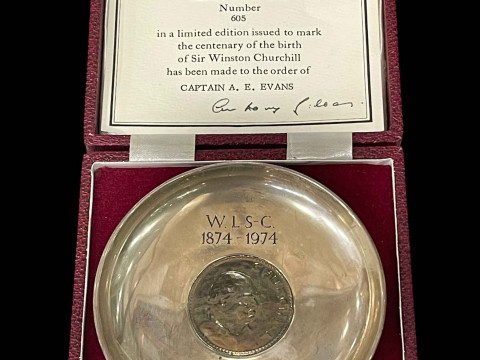 Number
605
in a limited edition issued to mark
the centenary of the birth
of Sir Winston Churchill
has been made to the order of
CAPTAIN A. E. EVANS
W. L S-C
1874-1974